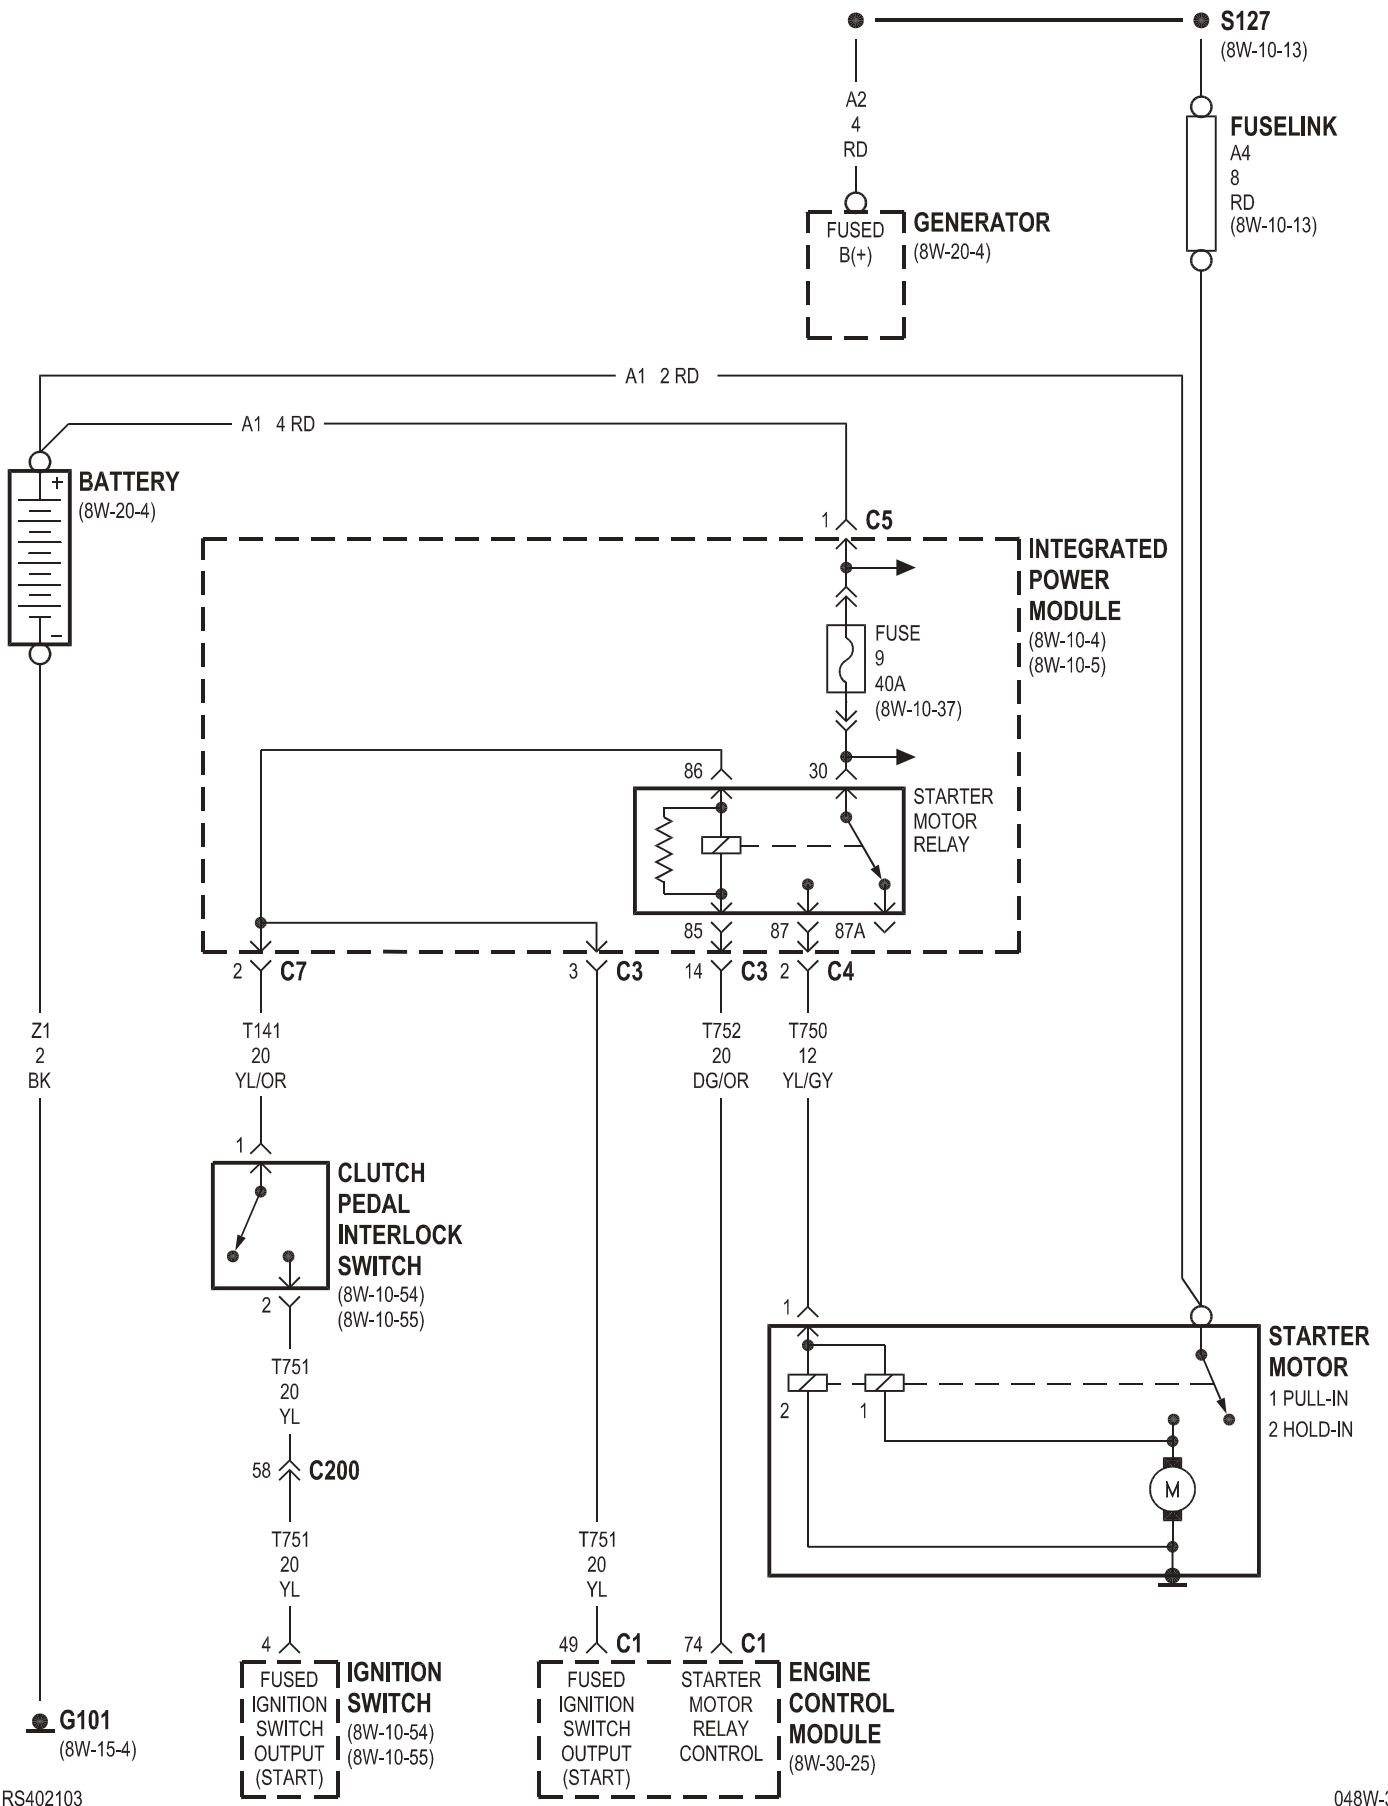 S127
(8W-10-13)
A2
4
RD
FUSELINK
A4
8
RD
(8W-10-13)
FUSED
B(+)
GENERATOR
(8W-20-4)
A1 2 RD
A1 4 RD
+
BATTERY
(8W-20-4)
–
1
C5
INTEGRATED
POWER
MODULE
(8W-10-4)
(8W-10-5)
FUSE
9
40A
(8W-10-37)
86
30
STARTER
MOTOR
RELAY
85
87
87A
2
C7
3
C3
14
C3
2
C4
Z1
2
BK
T141
20
YL/OR
T752
20
DG/OR
T750
12
YL/GY
1
CLUTCH
PEDAL
INTERLOCK
SWITCH
(8W-10-54)
(8W-10-55)
2
T751
20
YL
58
C200
1
STARTER
MOTOR
1 PULL-IN
2 HOLD-IN
2
1
M
T751
20
YL
T751
20
YL
4
49
C1
74
C1
FUSED
IGNITION
SWITCH
OUTPUT
(START)
IGNITION
SWITCH
(8W-10-54)
(8W-10-55)
FUSED
IGNITION
SWITCH
OUTPUT
(START)
STARTER
MOTOR
RELAY
CONTROL
ENGINE
CONTROL
MODULE
(8W-30-25)
G101
(8W-15-4)
RS402103
048W-3